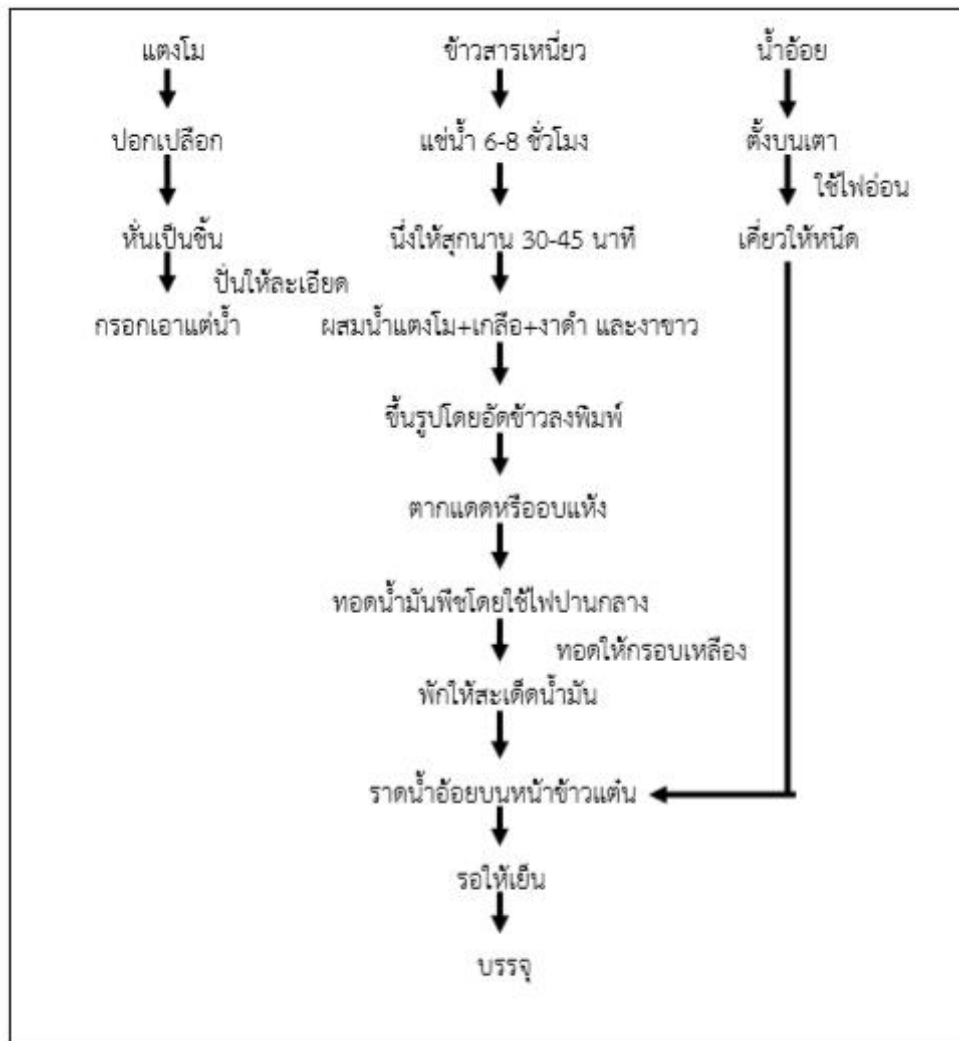 แตงโม
ข้าวสารเหนี่ยว
น้ำอ้อย
ปอกเปลือก
แช่น้ำ 6-8 ชั่วโมง
ตั้งบนเตา
ใช้ไฟอ่อน
หั่นเป็นชิ้น
นึ่งให้สุกนาน 30-45 นาที
เคี่ยวให้หนืด
ปั่นให้ละเอียด
กรอกเอาแต่น้ำ
ผสมน้ำแตงโม+เกลือ+งาดำ และงาขาว
ขึ้นรูปโดยอัดข้าวลงพิมพ์
ตากแดดหรืออบแห้ง
ทอดน้ำมันพืชโดยใช้ไฟปานกลาง
ทอดให้กรอบเหลือง
พักให้สะเด็ดน้ำมัน
ราดน้ำอ้อยบนหน้าข้าวแต๋น
รอให้เย็น
บรรจุ